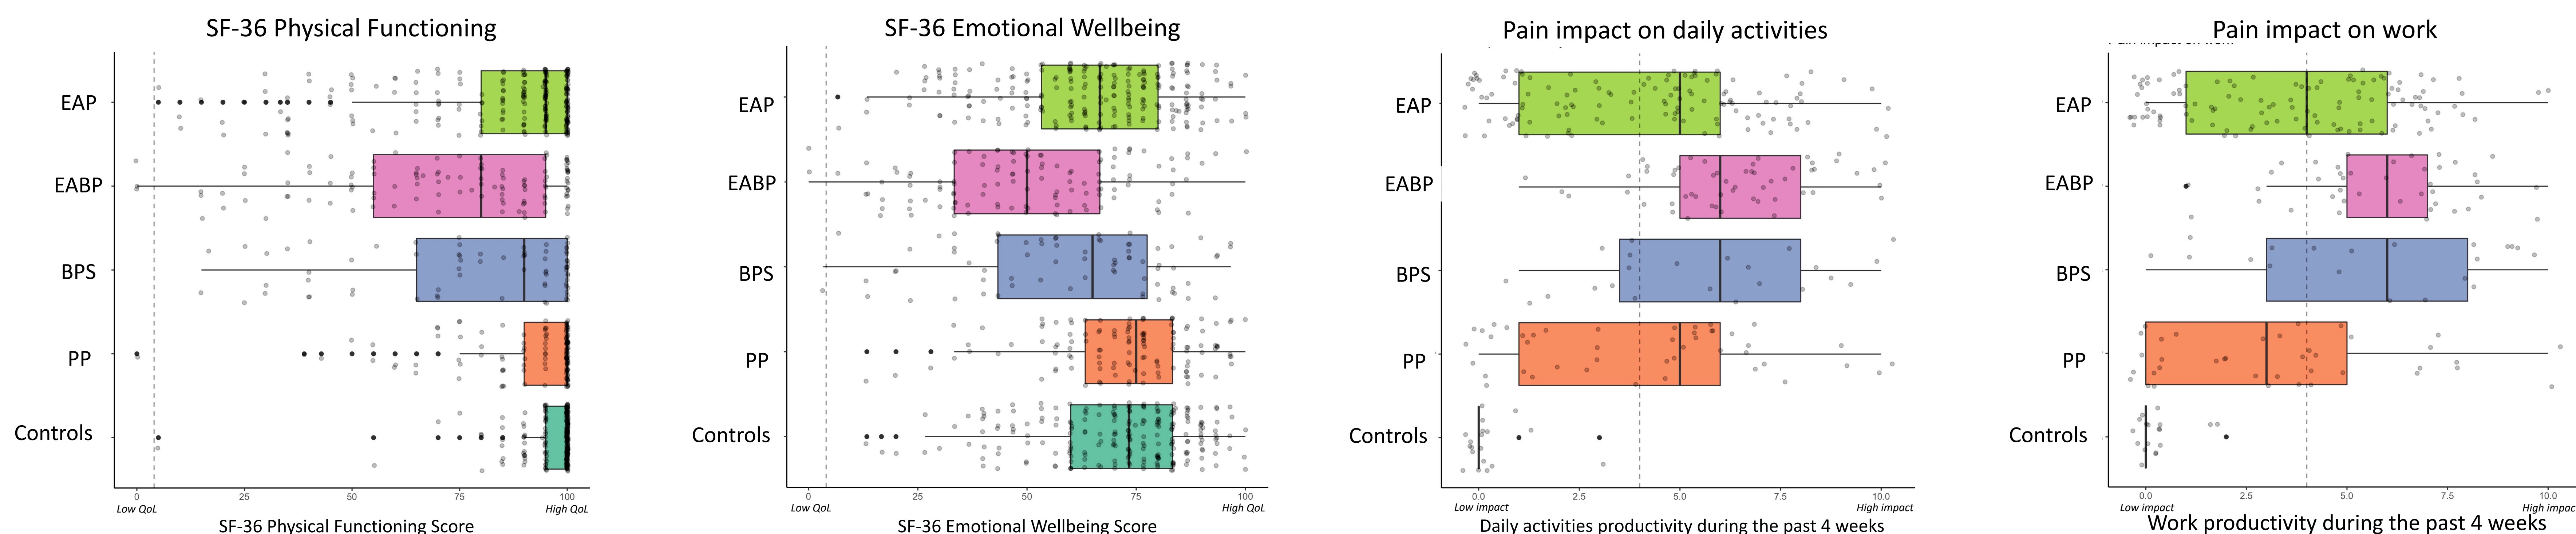 SF-36 Physical Functioning
EAP
EABP
BPS
PP
Controls
0 25 50 75 100
Low QoL High QoL
SF-36 Physical Functioning Score
SF-36 Emotional Wellbeing
EAP
EABP
BPS
PP
Controls
0 25 50 75 100
Low QoL High QoL
SF-36 Emotional Wellbeing Score
Pain impact on daily activities
EAP
EABP
BPS
PP
Controls
0.0 2.5 5.0 7.5 10.0
Low impact High impact
Daily activities productivity during the past 4 weeks
Pain impact on work
EAP
EABP
BPS
PP
Controls
0.0 2.5 5.0 7.5 10.0
Low impact High impac
Work productivity during the past 4 weeks